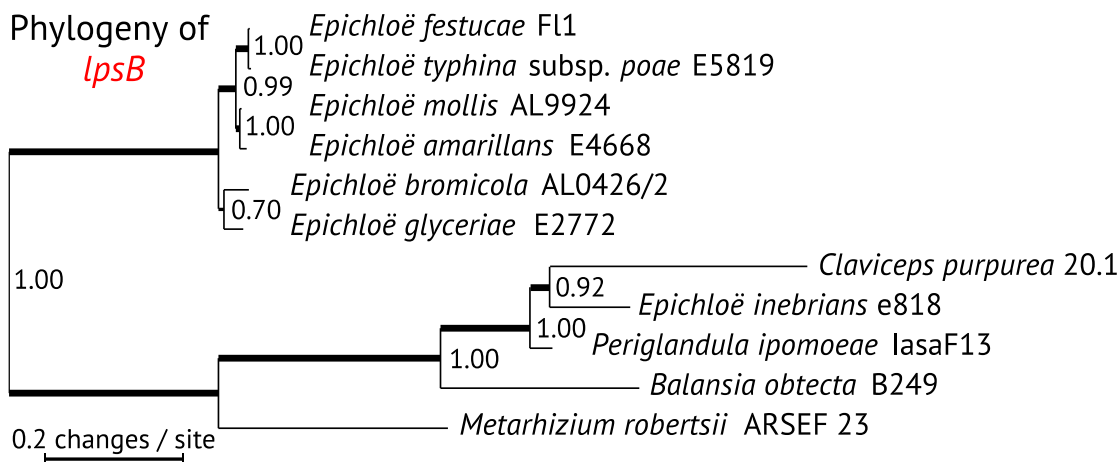 Phylogeny of
lpsB
Epichloë festucae Fl1
1.00
Epichloë typhina subsp. poae E5819
0.99
Epichloë mollis AL9924
1.00
Epichloë amarillans E4668
Epichloë bromicola AL0426/2
0.70
Epichloë glyceriae E2772
1.00
Claviceps purpurea 20.1
0.92
Epichloë inebrians e818
1.00
Periglandula ipomoeae IasaF13
1.00
Balansia obtecta B249
Metarhizium robertsii ARSEF 23
0.2 changes / site